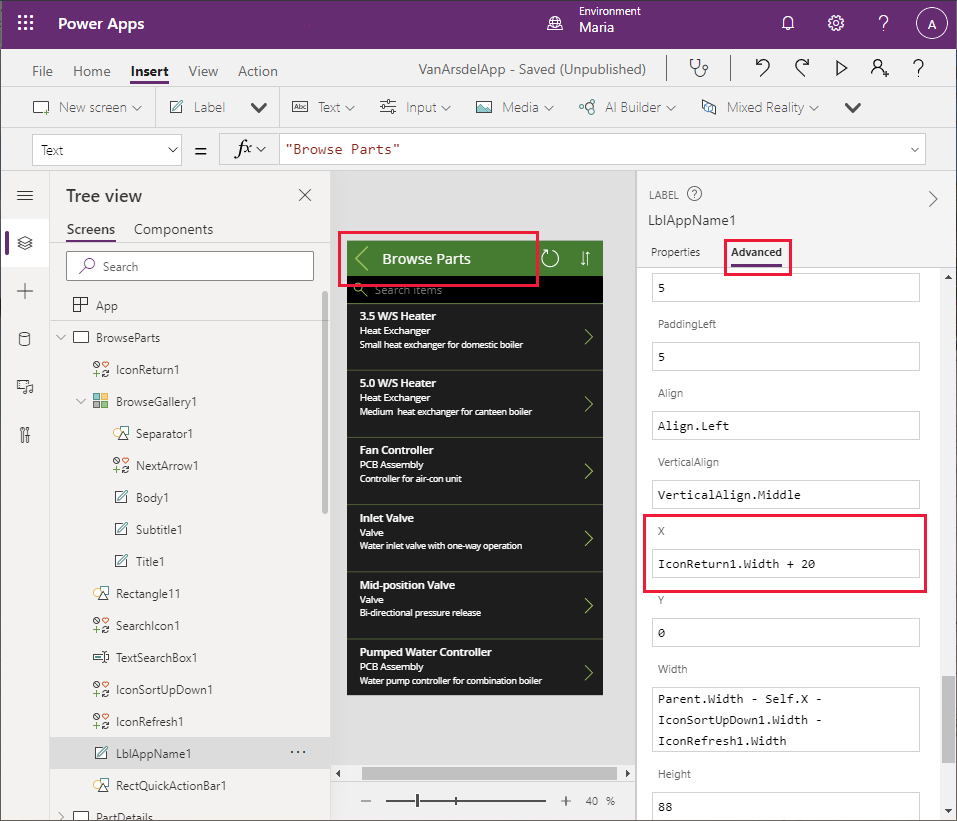 Power Apps
Environment
Maria
A
File Home Insert View Action
VanArsdelApp - Saved (Unpublished)
New screen Label Text Input Media AI Builder Mixed Reality
Abc
Text = fx "Browse Parts"
Tree view
Screens Components
Search
App
BrowseParts
IconReturn1
BrowseGallery1
Separator1
NextArrow1
Body1
Subtitle1
Title1
Rectangle11
SearchIcon1
TextSearchBox1
IconSortUpDown1
IconRefresh1
LblAppName1 ...
RectQuickActionBar1
PartDetails
Browse Parts
Search items
3.5 W/S Heater
Heat Exchanger
Small heat exchanger for domestic boiler
5.0 W/S Heater
Heat Exchanger
Medium heat exchanger for canteen boiler
Fan Controller
PCB Assembly
Controller for air-con unit
Inlet Valve
Valve
Water inlet valve with one-way operation
Mid-position Valve
Valve
Bi-directional pressure release
Pumped Water Controller
PCB Assembly
Water pump controller for combination boiler
40 %
LABEL
LblAppName1
Properties Advanced
5
PaddingLeft
5
Align
Align.Left
VerticalAlign
VerticalAlign.Middle
X
IconReturn1.Width + 20
Y
0
Width
Parent.Width - Self.X -
IconSortUpDown1.Width -
IconRefresh1.Width
Height
88